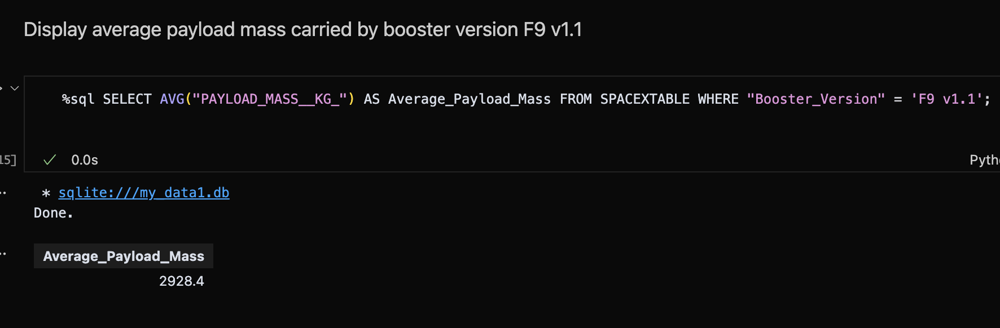 Display average payload mass carried by booster version F9 v1.1
%sql SELECT AVG("PAYLOAD_MASS__KG_") AS Average_Payload_Mass FROM SPACEXTABLE WHERE "Booster_Version" = 'F9 v1.1';
15]
0.0s
Pyth
* sqlite:///my_data1.db
Done.
Average_Payload_Mass
2928.4